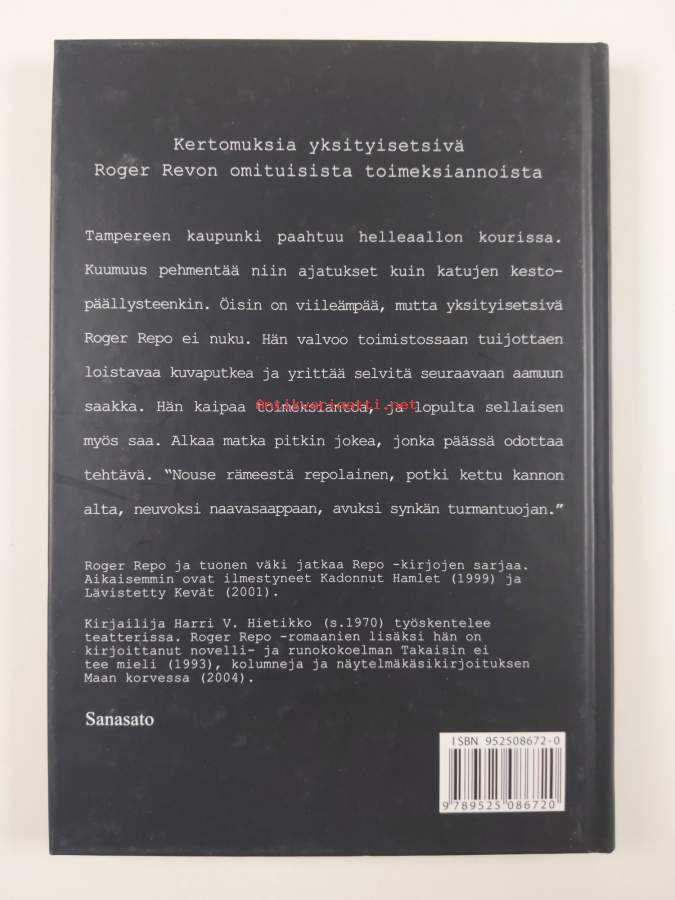 Kertomuksia yksityisetsivä
Roger Revon omituisista toimeksiannoista
Tampereen kaupunki paahtuu helleaallon kourissa.
Kuumuus pehmentää niin ajatukset kuin katujen kesto-
päällysteenkin. Öisin on viileämpää, mutta yksityisetsivä
Roger Repo ei nuku. Hän valvoo toimistossaan tuijottaen
loistavaa kuvaputkea ja yrittää selvitä seuraavaan aamuun
saakka. Hän kaipaa toimeksiantoa, ja lopulta sellaisen
antikvariaatti.net
myös saa. Alkaa matka pitkin jokea, jonka päässä odottaa
tehtävä. “Nouse rämeestä repolainen, potki kettu kannon
alta, neuvoksi naavasaappaan, avuksi synkän turmantuojan.”
Roger Repo ja tuonen väki jatkaa Repo -kirjojen sarjaa.
Aikaisemmin ovat ilmestyneet Kadonnut Hamlet (1999) ja
Lävistetty Kevät (2001).
Kirjailija Harri V. Hietikko (s.1970) työskentelee
teatterissa. Roger Repo -romaanien lisäksi hän on
kirjoittanut novelli- ja runokokoelman Takaisin ei
tee mieli (1993), kolumneja ja näytelmäkäsikirjoituksen
Maan korvessa (2004).
Sanasato
ISBN 952508672-0
9 789525 086720